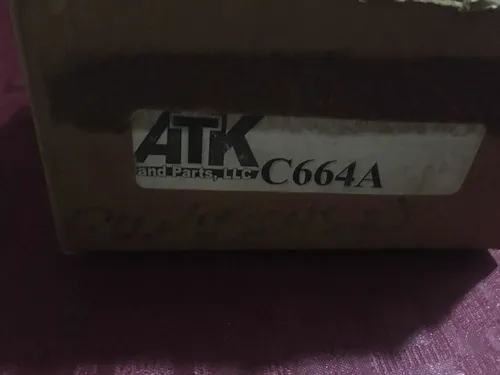 ATK
and Parts, LLC C664A